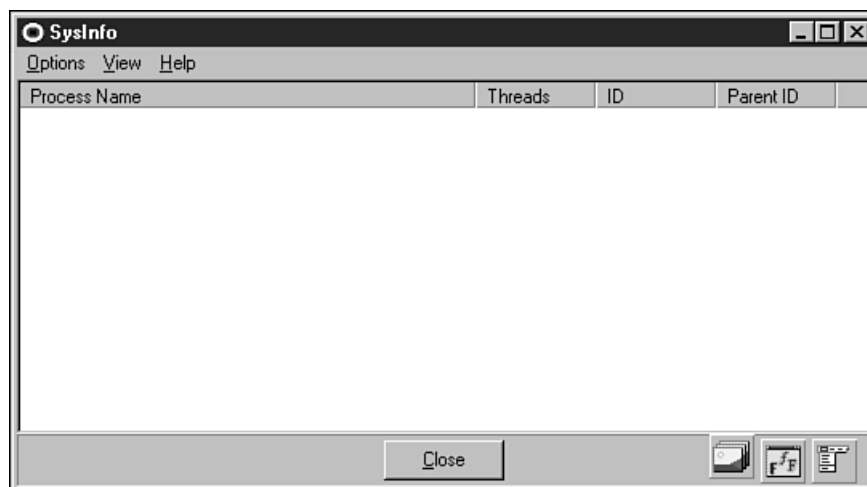 SysInfo
Options View Help
Process Name Threads ID Parent ID
Close
F f F